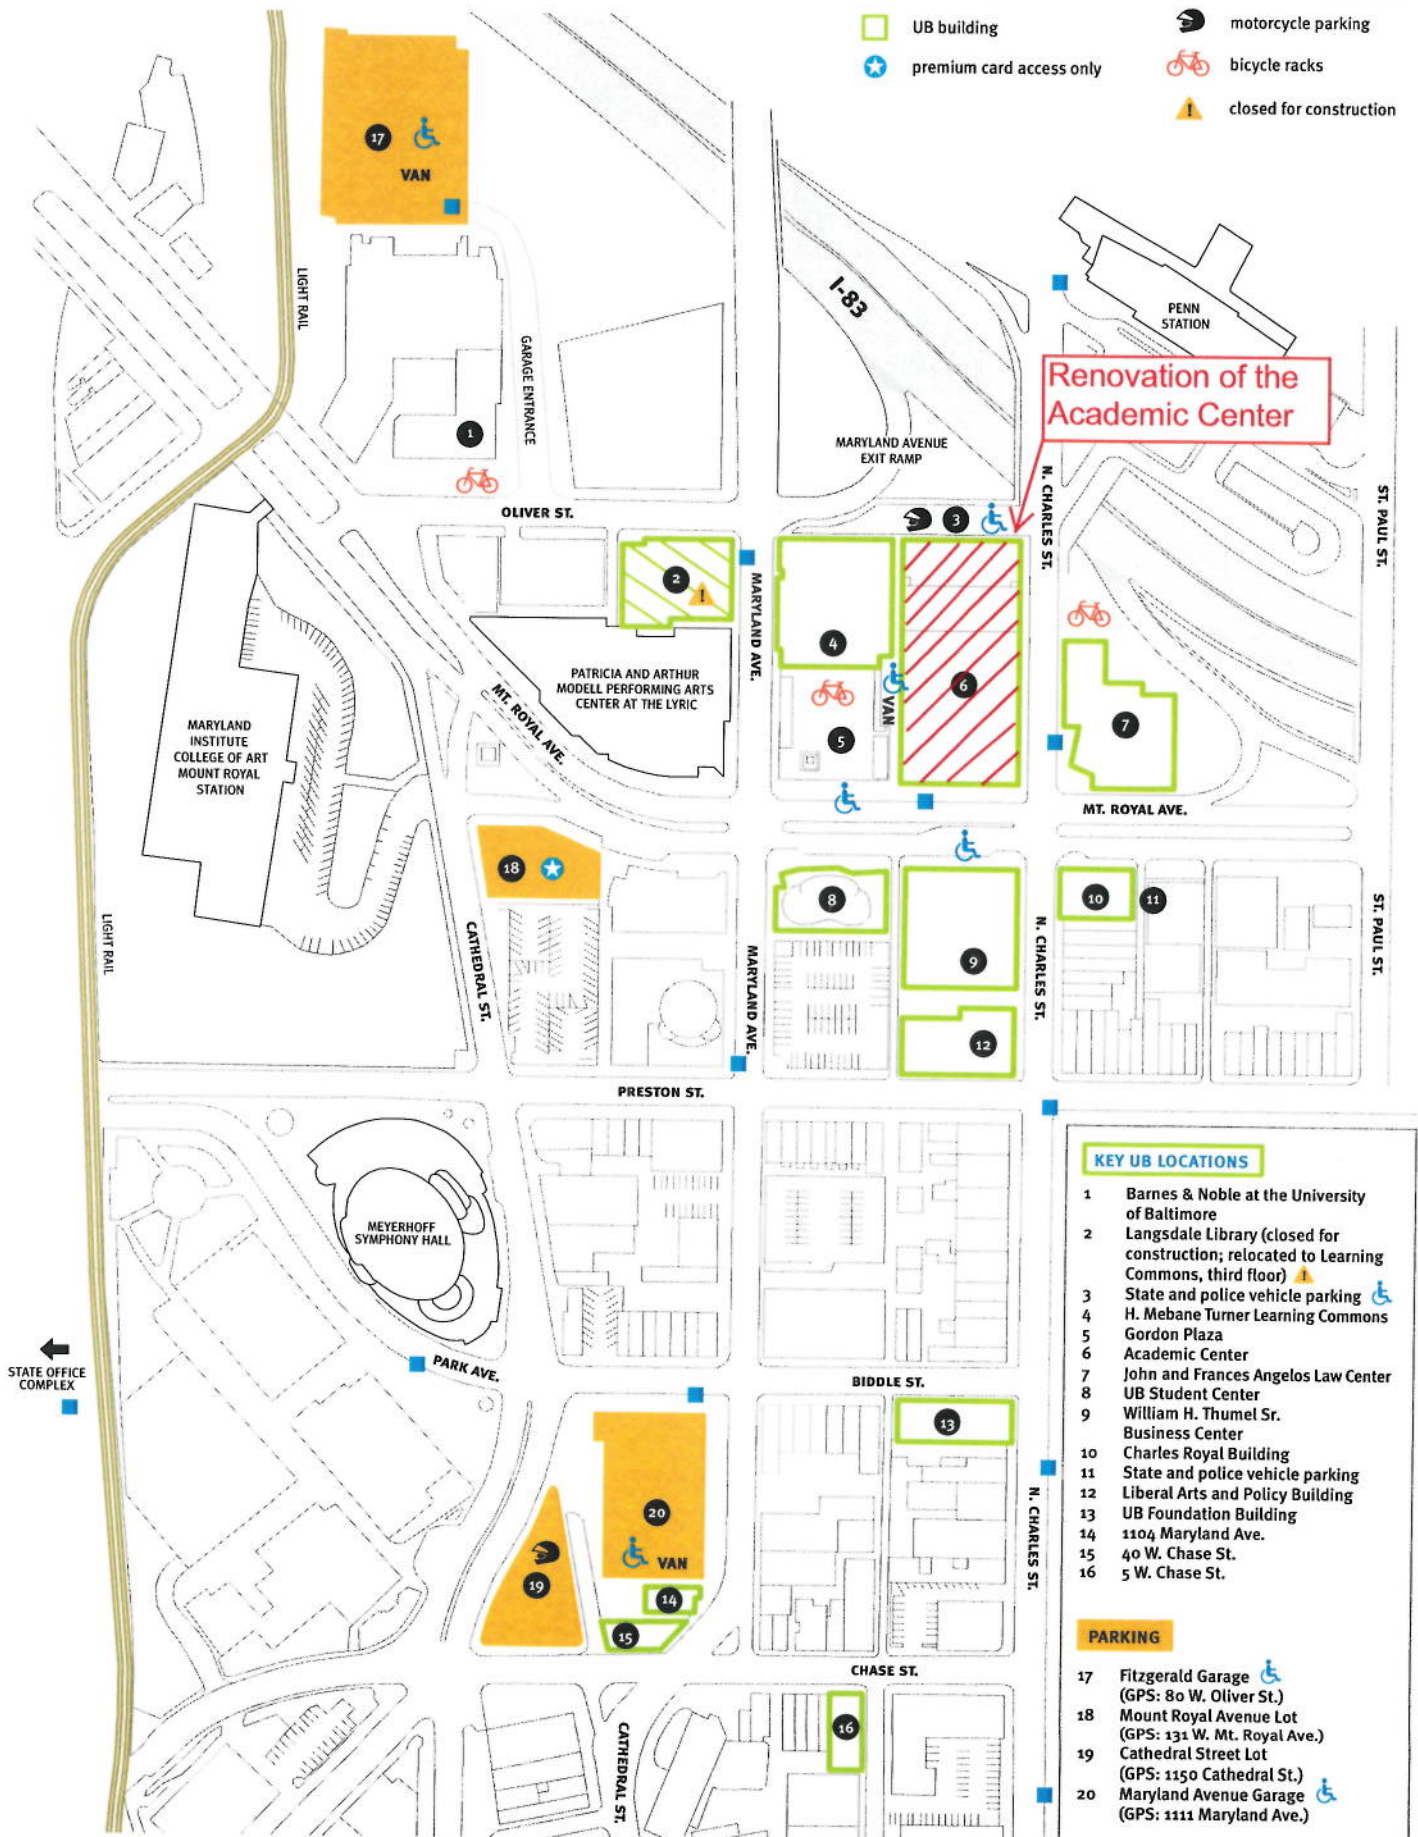 UB building
premium card access only
motorcycle parking
bicycle racks
closed for construction
17
VAN
LIGHT RAIL
I-83
PENN
STATION
GARAGE ENTRANCE
Renovation of the
Academic Center
1
MARYLAND AVENUE
EXIT RAMP
N. CHARLES ST.
ST. PAUL ST.
OLIVER ST.
3
2
MARYLAND AVE.
4
6
PATRICIA AND ARTHUR
MODELL PERFORMING ARTS
CENTER AT THE LYRIC
VAN
MT. ROYAL AVE.
5
7
MARYLAND
INSTITUTE
COLLEGE OF ART
MOUNT ROYAL
STATION
MT. ROYAL AVE.
18
8
10
11
LIGHT RAIL
CATHEDRAL ST.
MARYLAND AVE.
9
N. CHARLES ST.
ST. PAUL ST.
12
PRESTON ST.
MEYERHOFF
SYMPHONY HALL
STATE OFFICE
COMPLEX
PARK AVE.
BIDDLE ST.
13
20
VAN
19
14
15
N. CHARLES ST.
CHASE ST.
16
CATHEDRAL ST.
KEY UB LOCATIONS
1 Barnes & Noble at the University
of Baltimore
2 Langsdale Library (closed for
construction; relocated to Learning
Commons, third floor)
3 State and police vehicle parking
4 H. Mebane Turner Learning Commons
5 Gordon Plaza
6 Academic Center
7 John and Frances Angelos Law Center
8 UB Student Center
9 William H. Thumel Sr.
Business Center
10 Charles Royal Building
11 State and police vehicle parking
12 Liberal Arts and Policy Building
13 UB Foundation Building
14 1104 Maryland Ave.
15 40 W. Chase St.
16 5 W. Chase St.
PARKING
17 Fitzgerald Garage
(GPS: 80 W. Oliver St.)
18 Mount Royal Avenue Lot
(GPS: 131 W. Mt. Royal Ave.)
19 Cathedral Street Lot
(GPS: 1150 Cathedral St.)
20 Maryland Avenue Garage
(GPS: 1111 Maryland Ave.)